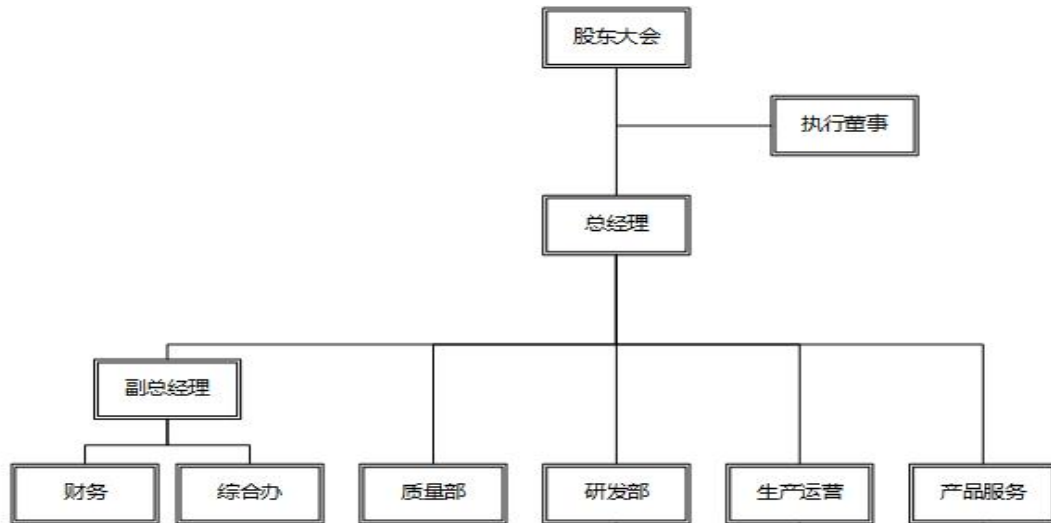 股东大会
执行董事
总经理
副总经理
财务
综合办
质量部
研发部
生产运营
产品服务